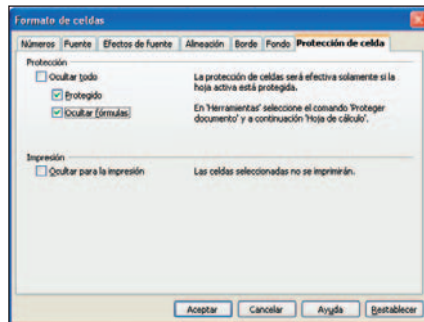 Formato de celdas
Números Fuente Efectos de fuente Alineación Borde Fondo Protección de celda
Protección
Ocultar todo
Protegido
Ocultar fórmulas
La protección de celdas será efectiva solamente si la
hoja activa está protegida.
En 'Herramientas' seleccione el comando 'Proteger
documento' y a continuación 'Hoja de cálculo'.
Impresión
Ocultar para la impresión Las celdas seleccionadas no se imprimirán.
Aceptar Cancelar Ayuda Restablecer